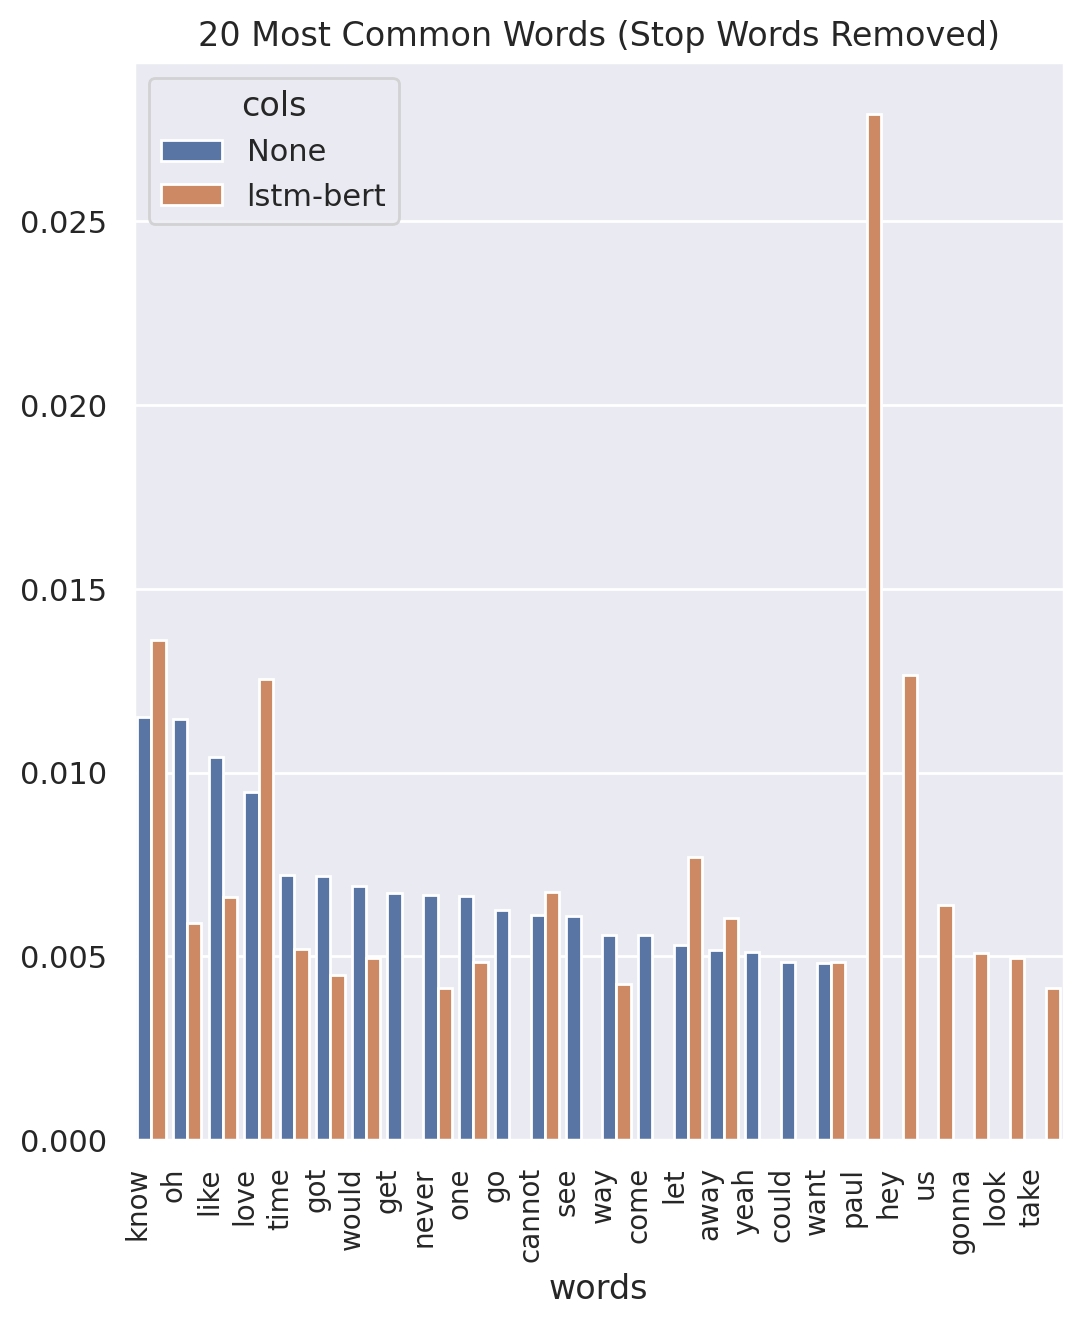 20 Most Common Words (Stop Words Removed)
cols
None
lstm-bert
0.025
0.020
0.015
0.010
0.005
0.000
know
oh
like
love
time
got
would
get
never
one
go
cannot
see
way
come
let
away
yeah
could
want
paul
hey
us
gonna
look
take
words